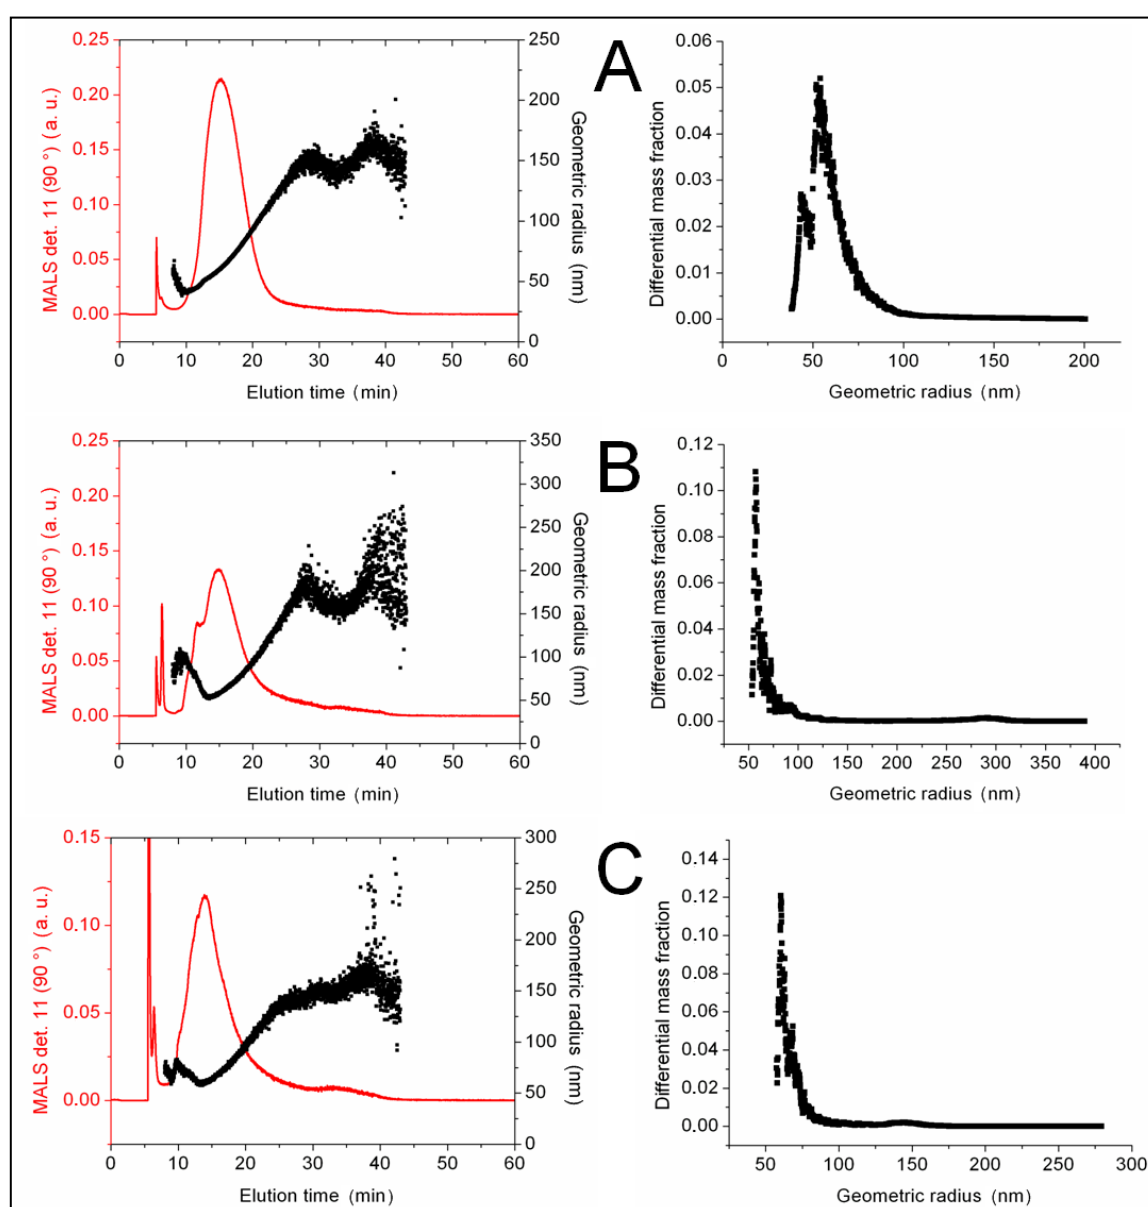 A
MALS det. 11 (90 °) (a. u.)
0.25
0.20
0.15
0.10
0.05
0.00
0 10 20 30 40 50 60
Elution time (min)
250
200
150
100
50
0
Geometric radius (nm)
Differential mass fraction
0.06
0.05
0.04
0.03
0.02
0.01
0.00
0 50 100 150 200
Geometric radius (nm)
B
MALS det. 11 (90 °) (a. u.)
0.25
0.20
0.15
0.10
0.05
0.00
0 10 20 30 40 50 60
Elution time (min)
350
300
250
200
150
100
50
0
Geometric radius (nm)
Differential mass fraction
0.12
0.10
0.08
0.06
0.04
0.02
0.00
50 100 150 200 250 300 350 400
Geometric radius (nm)
C
MALS det. 11 (90 °) (a. u.)
0.15
0.10
0.05
0.00
0 10 20 30 40 50 60
Elution time (min)
300
250
200
150
100
50
0
Geometric radius (nm)
Differential mass fraction
0.14
0.12
0.10
0.08
0.06
0.04
0.02
0.00
50 100 150 200 250 300
Geometric radius (nm)